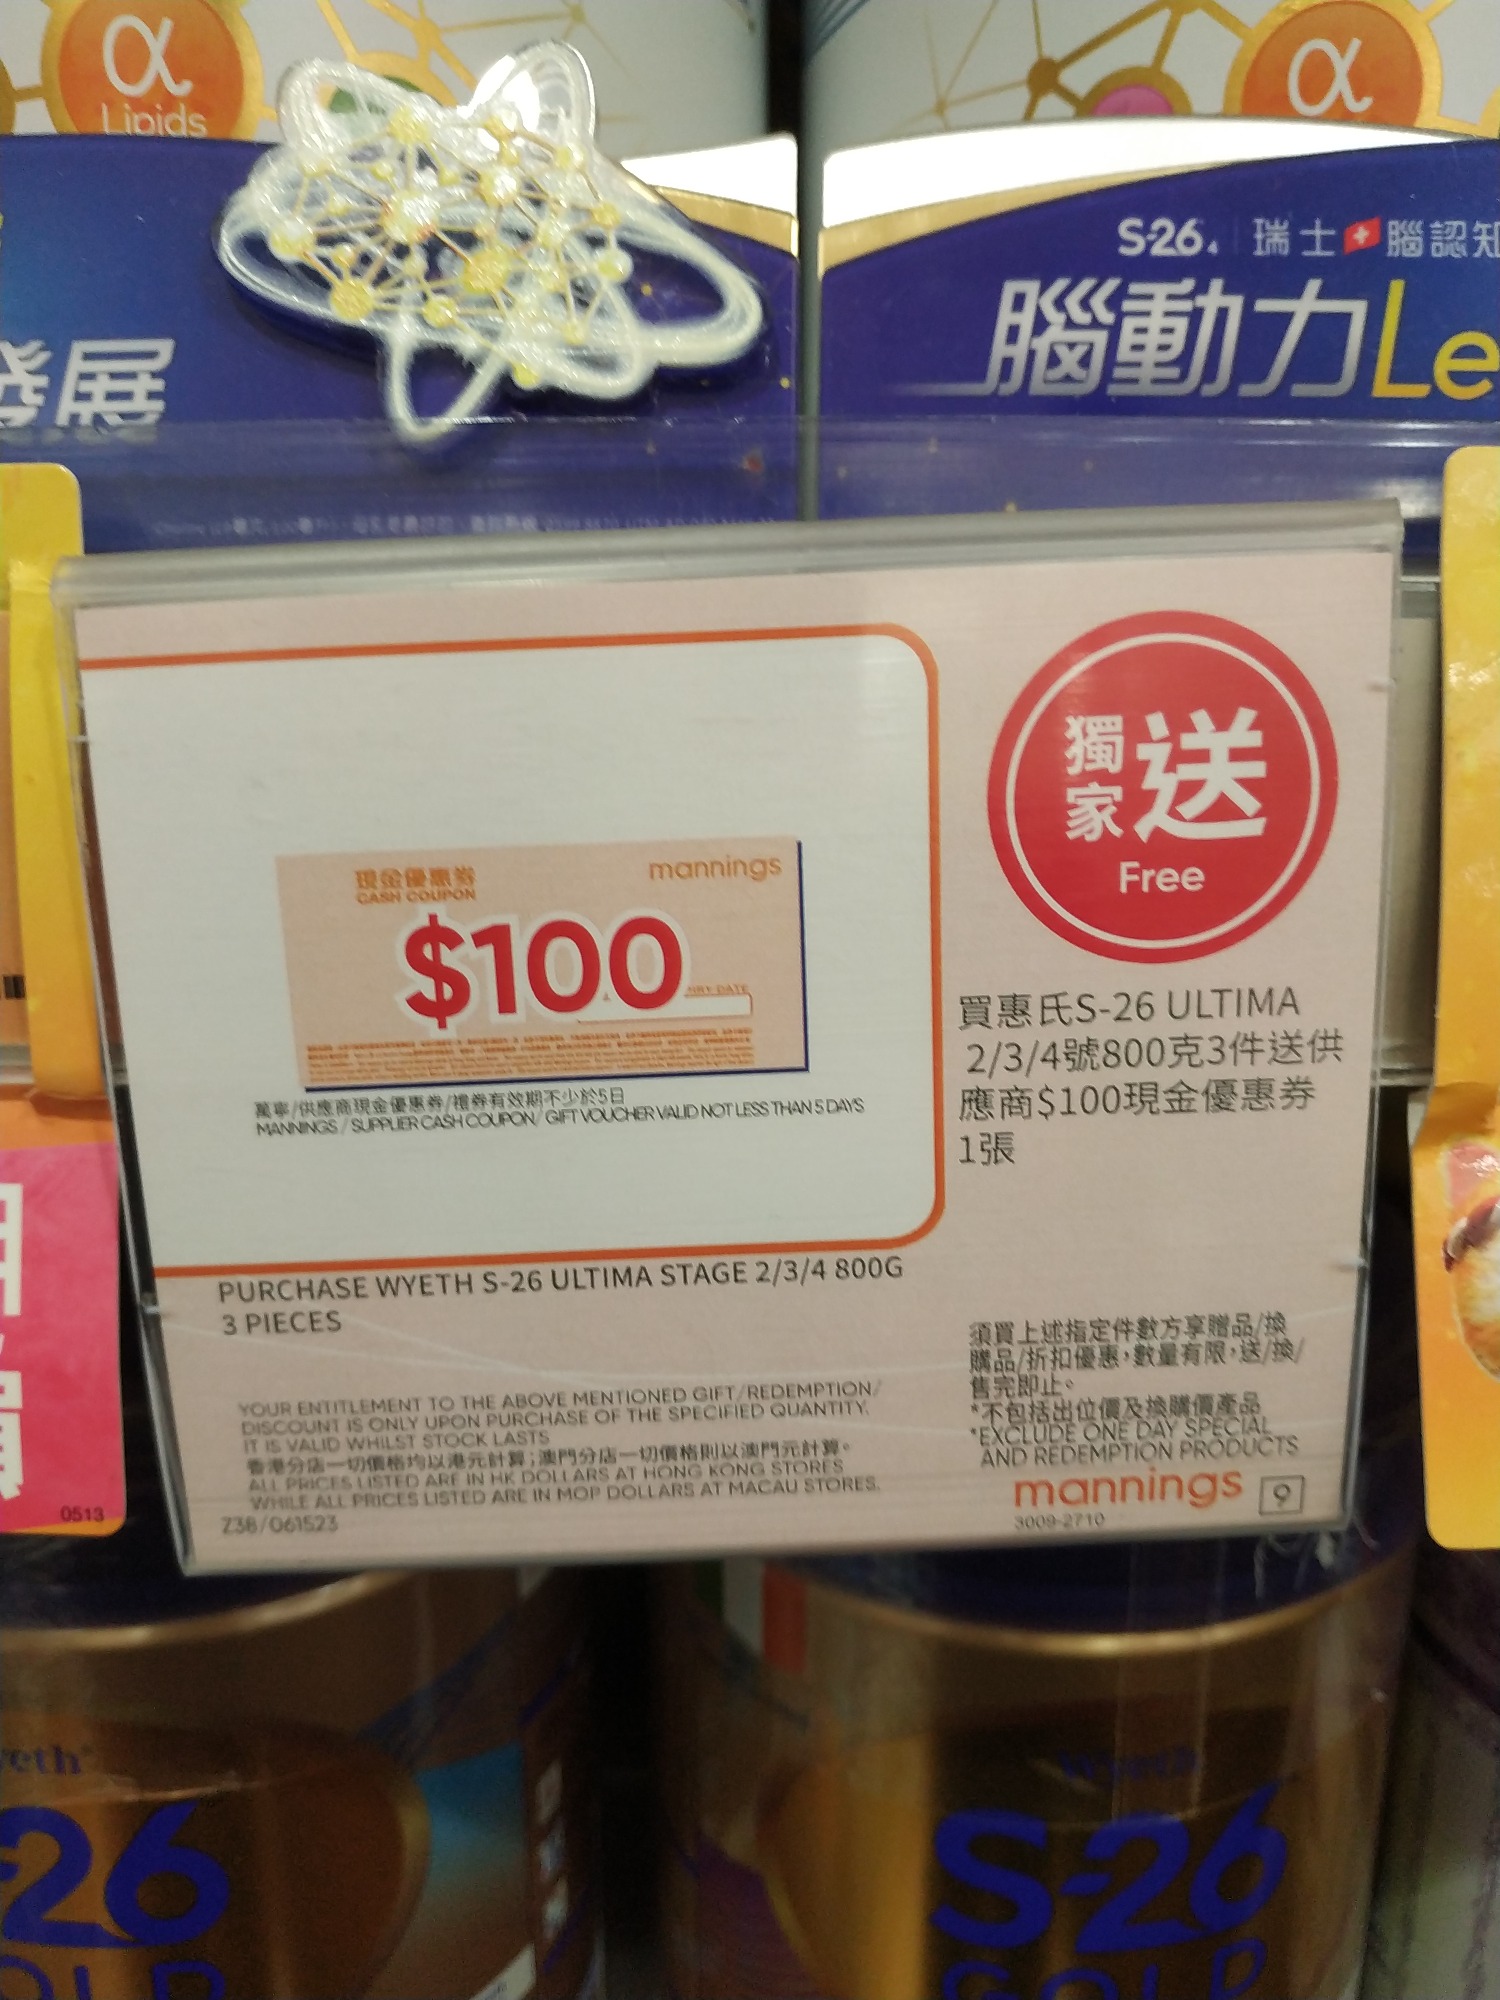 α
Lipids
α
S-26 瑞士 腦認知
腦動力Le
發展
現金優惠券
CASH COUPON
mannings
$100
萬寧/供應商現金優惠券/禮券有效期不少於5日
MANNINGS / SUPPLIER CASH COUPON / GIFT VOUCHER VALID NOT LESS THAN 5 DAYS
獨家送
Free
買惠氏S-26 ULTIMA
2/3/4號800克3件送供
應商$100現金優惠券
1張
PURCHASE WYETH S-26 ULTIMA STAGE 2/3/4 800G
3 PIECES
YOUR ENTITLEMENT TO THE ABOVE MENTIONED GIFT/REDEMPTION/
DISCOUNT IS ONLY UPON PURCHASE OF THE SPECIFIED QUANTITY.
IT IS VALID WHILST STOCK LASTS
香港分店一切價格均以港元計算;澳門分店一切價格則以澳門元計算。
ALL PRICES LISTED ARE IN HK DOLLARS AT HONG KONG STORES
WHILE ALL PRICES LISTED ARE IN MOP DOLLARS AT MACAU STORES.
Z38/061523
須買上述指定件數方享贈品/換
購品/折扣優惠,數量有限,送/換/
售完即止。
*不包括出位價及換購價產品
*EXCLUDE ONE DAY SPECIAL
AND REDEMPTION PRODUCTS
mannings 9
3009-2710
0513
yeth
-26
Wyeth
S-26
GOLD